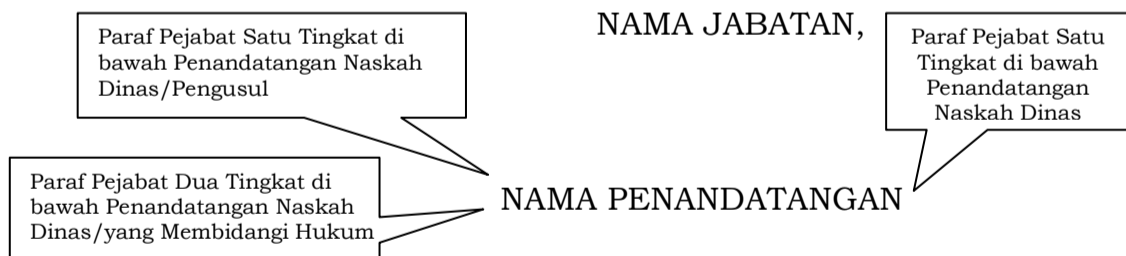 Paraf Pejabat Satu Tingkat di
bawah Penandatangan Naskah
Dinas/Pengusul
NAMA JABATAN,
Paraf Pejabat Satu
Tingkat di bawah
Penandatangan
Naskah Dinas
Paraf Pejabat Dua Tingkat di
bawah Penandatangan Naskah
Dinas/yang Membidangi Hukum
NAMA PENANDATANGAN